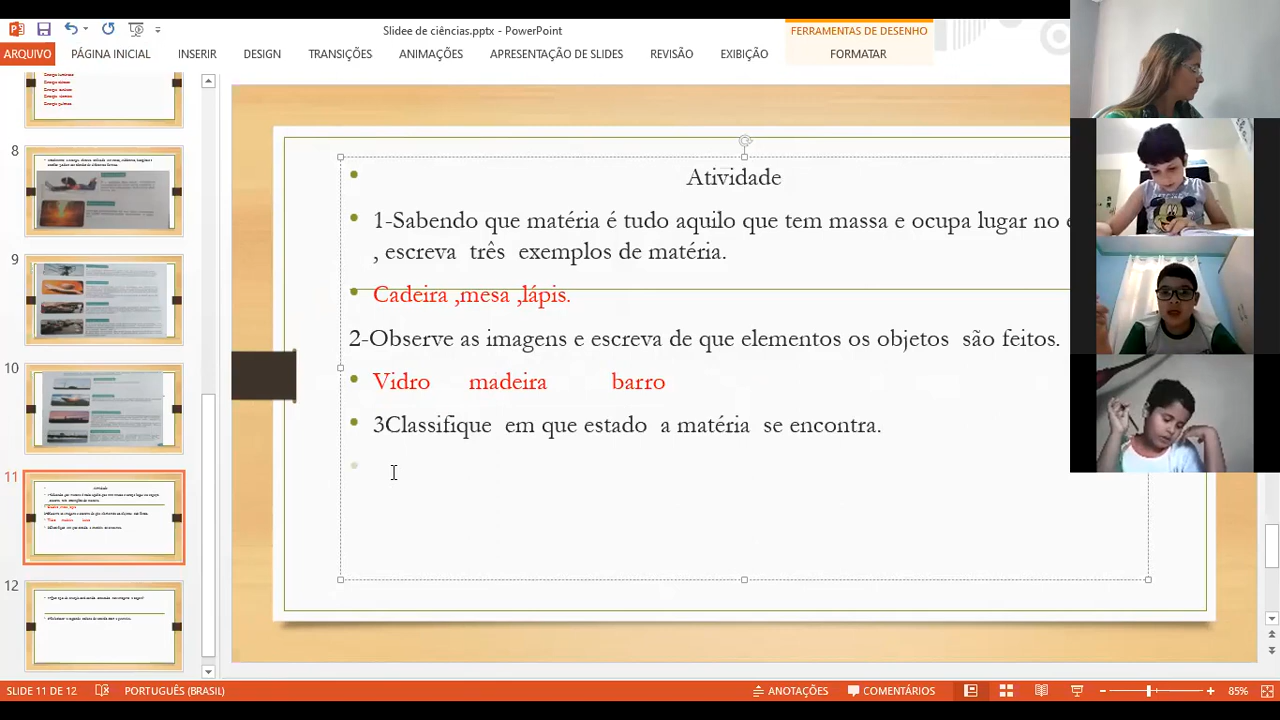 Slidee de ciências.pptx - PowerPoint
FERRAMENTAS DE DESENHO
ARQUIVO PÁGINA INICIAL INSERIR DESIGN TRANSIÇÕES ANIMAÇÕES APRESENTAÇÃO DE SLIDES REVISÃO EXIBIÇÃO FORMATAR
8
9
10
11
12
Atividade
1-Sabendo que matéria é tudo aquilo que tem massa e ocupa lugar no
, escreva três exemplos de matéria.
Cadeira ,mesa ,lápis.
2-Observe as imagens e escreva de que elementos os objetos são feitos.
Vidro madeira barro
3Classifique em que estado a matéria se encontra.
SLIDE 11 DE 12 PORTUGUÊS (BRASIL) ANOTAÇÕES COMENTÁRIOS 85%